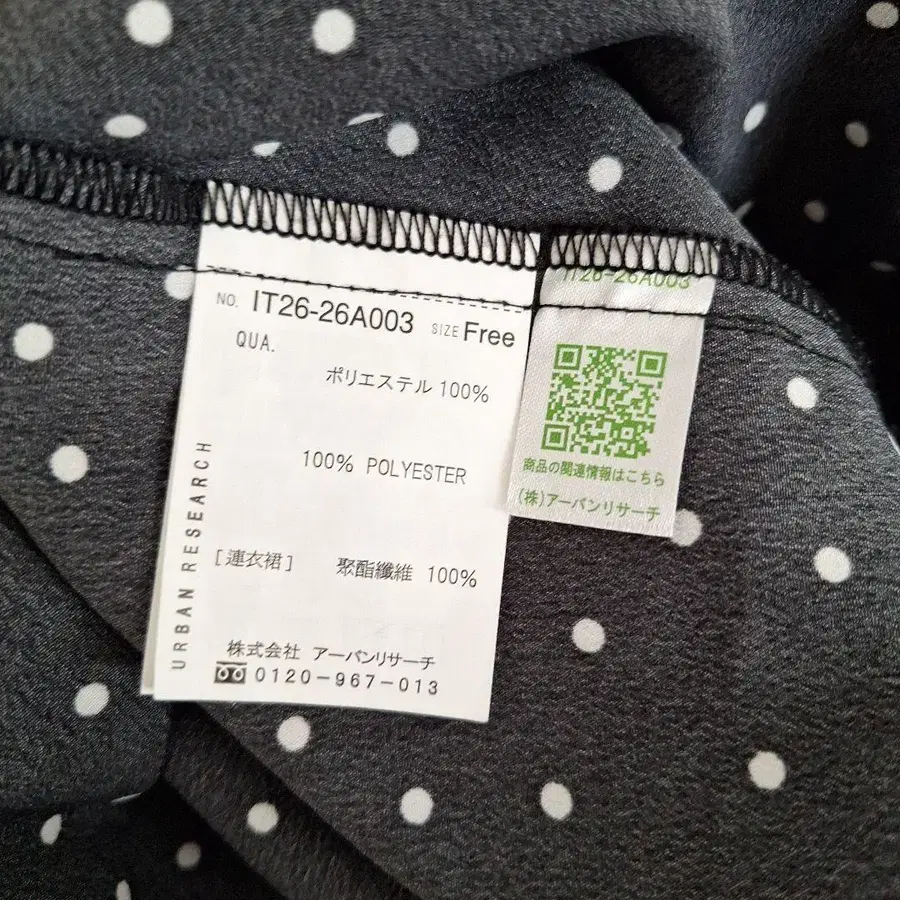 NO. IT26-26A003 SIZE Free
QUA.
ポリエステル 100%
100% POLYESTER
[連衣裙] 聚酯纖維 100%
株式会社 アーバンリサーチ
0120-967-013
URBAN RESEARCH
IT26-26A003
商品の関連情報はこちら
(株)アーバンリサーチ